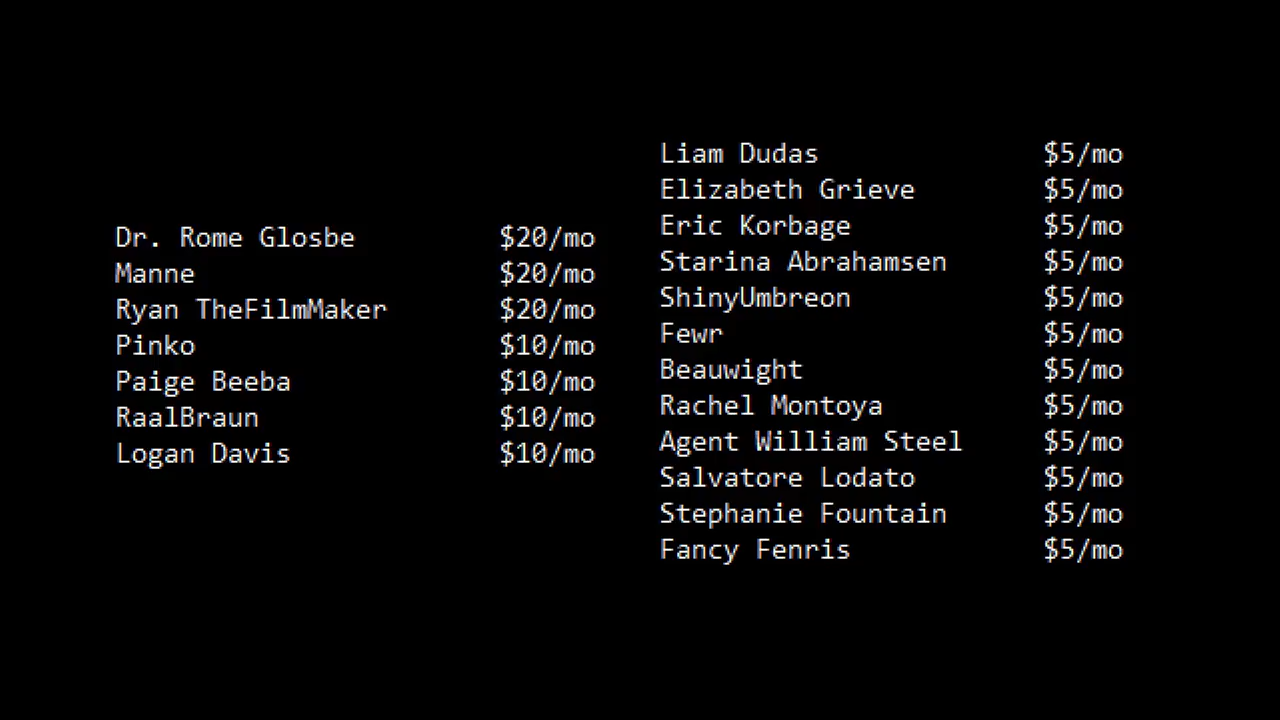 Dr. Rome Glosbe $20/mo
Manne $20/mo
Ryan TheFilmMaker $20/mo
Pinko $10/mo
Paige Beeba $10/mo
RaalBraun $10/mo
Logan Davis $10/mo
Liam Dudas $5/mo
Elizabeth Grieve $5/mo
Eric Korbage $5/mo
Starina Abrahamsen $5/mo
ShinyUmbreon $5/mo
Fewr $5/mo
Beauwight $5/mo
Rachel Montoya $5/mo
Agent William Steel $5/mo
Salvatore Lodato $5/mo
Stephanie Fountain $5/mo
Fancy Fenris $5/mo